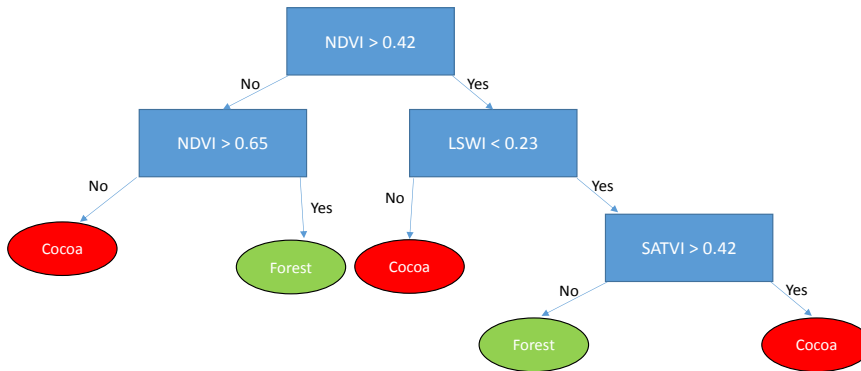 NDVI > 0.42
No
Yes
NDVI > 0.65
LSWI < 0.23
No
Yes
No
Yes
Cocoa
Forest
Cocoa
SATVI > 0.42
No
Yes
Forest
Cocoa